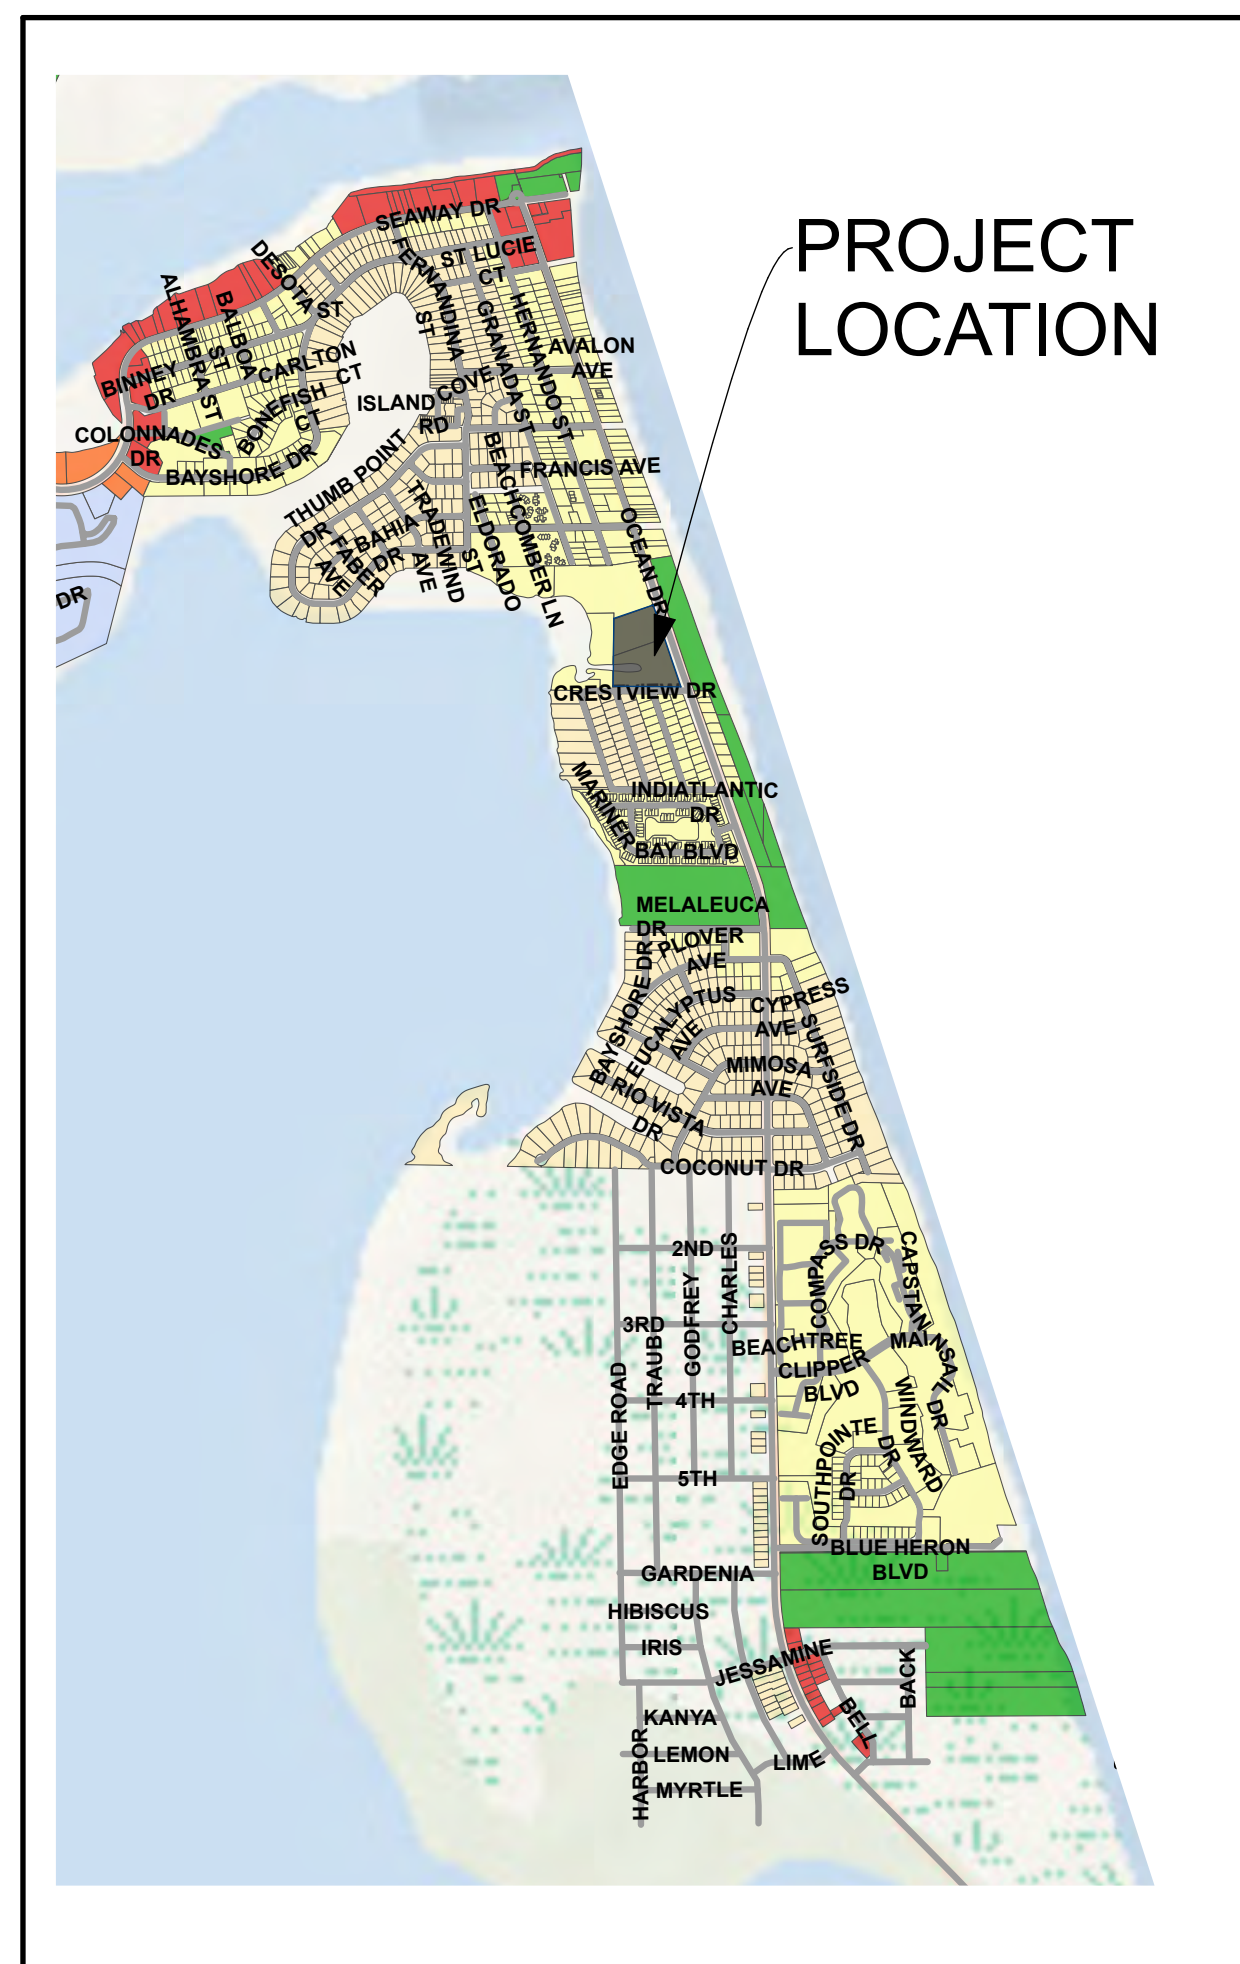 PROJECT
LOCATION
SEAWAY DR
ST LUCIE
CT
DESOTA
ST
FERNANDINA
ST
ALHAMBRA ST
BALBOA
ST
GRANADA ST
HERNANDO ST
AVALON
AVE
BINNEY
DR
CARLTON
CT
BONEFISH
CT
ISLAND
RD
COVE
COLONNADES
DR
BAYSHORE DR
THUMB POINT
DR
BEACHCOMBER LN
FRANCIS AVE
TRADEWIND
AVE
BAHIA
DR
FABER
AVE
ELDORADO
ST
OCEAN DR
DR
CRESTVIEW DR
MARINER
INDIATLANTIC
DR
BAY BLVD
MELALEUCA
DR
PLOVER
AVE
BAYSHORE DR
EUCALYPTUS
AVE
CYPRESS
AVE
SURFSIDE DR
MIMOSA
AVE
RIO VISTA
DR
COCONUT DR
2ND
CHARLES
COMPASS DR
CAPSTAN
3RD
GODFREY
TRAUB
BEACHTREE
MAINSAIL
DR
CLIPPER
BLVD
EDGE ROAD
4TH
WINDWARD
DR
SOUTHPOINTE
DR
5TH
BLUE HERON
BLVD
GARDENIA
HIBISCUS
IRIS
JESSAMINE
BACK
BELL
KANYA
HARBOR
LEMON
LIME
MYRTLE